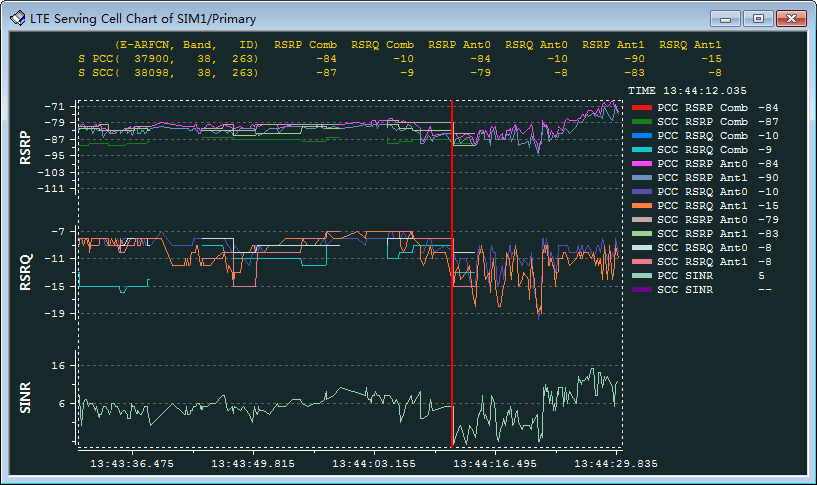 LTE Serving Cell Chart of SIM1/Primary
(E-ARFCN, Band, ID) RSRP Comb RSRQ Comb RSRP Ant0 RSRQ Ant0 RSRP Ant1 RSRQ Ant1
S PCC( 37900, 38, 263) -84 -10 -84 -10 -90 -15
S SCC( 38098, 38, 263) -87 -9 -79 -8 -83 -8
TIME 13:44:12.035
PCC RSRP Comb -84
SCC RSRP Comb -87
PCC RSRQ Comb -10
SCC RSRQ Comb -9
PCC RSRP Ant0 -84
PCC RSRP Ant1 -90
PCC RSRQ Ant0 -10
PCC RSRQ Ant1 -15
SCC RSRP Ant0 -79
SCC RSRP Ant1 -83
SCC RSRQ Ant0 -8
SCC RSRQ Ant1 -8
PCC SINR 5
SCC SINR --
RSRP
-71
-79
-87
-95
-103
-111
RSRQ
-7
-11
-15
-19
SINR
16
6
13:43:36.475 13:43:49.815 13:44:03.155 13:44:16.495 13:44:29.835